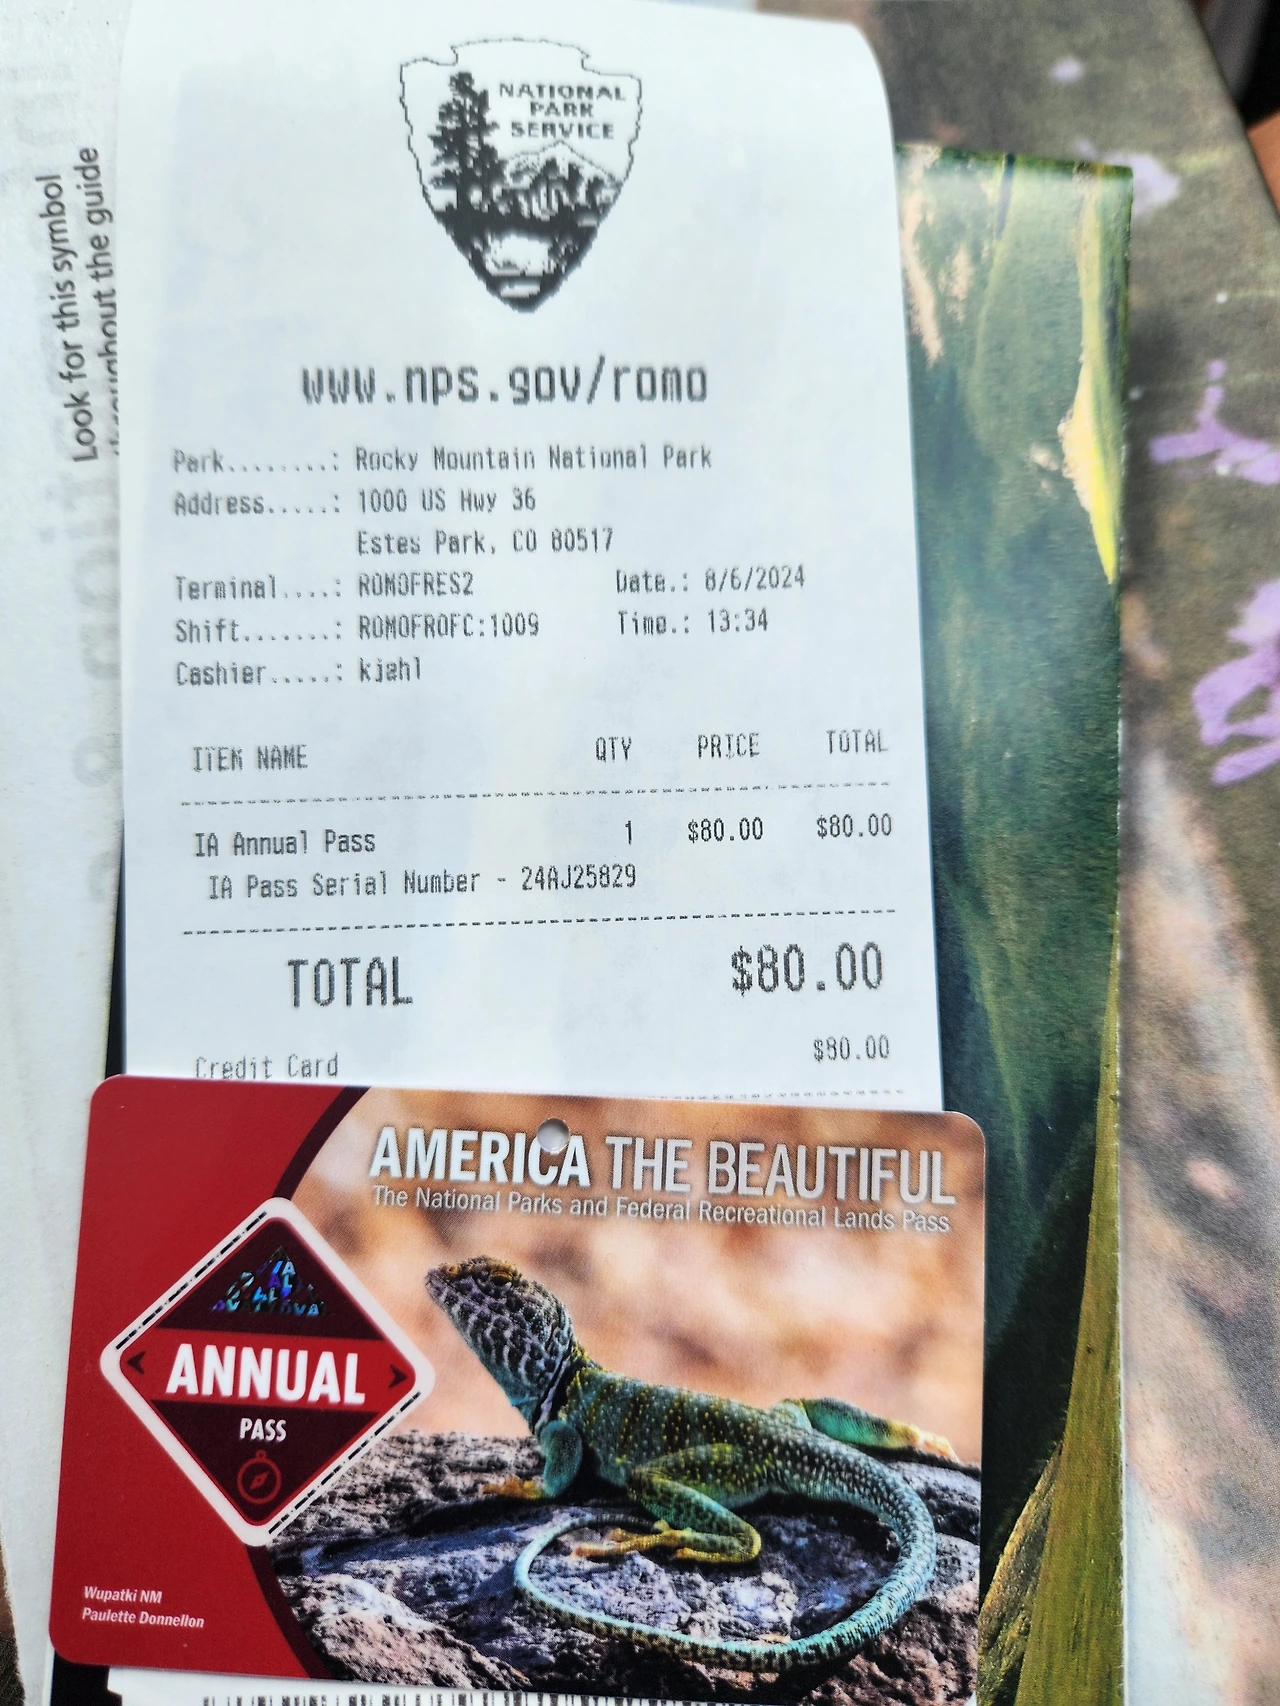 Look for this symbol
throughout the guide
NATIONAL
PARK
SERVICE
www.nps.gov/romo
Park........: Rocky Mountain National Park
Address.....: 1000 US Hwy 36
Estes Park, CO 80517
Terminal....: ROMOFRES2 Date.: 8/6/2024
Shift.......: ROMOFROFC:1009 Time.: 13:34
Cashier.....: kjahl
ITEM NAME QTY PRICE TOTAL
IA Annual Pass 1 $80.00 $80.00
IA Pass Serial Number - 24AJ25829
TOTAL $80.00
Credit Card $80.00
AMERICA THE BEAUTIFUL
The National Parks and Federal Recreational Lands Pass
ANNUAL
PASS
Wupatki NM
Paulette Donnellon